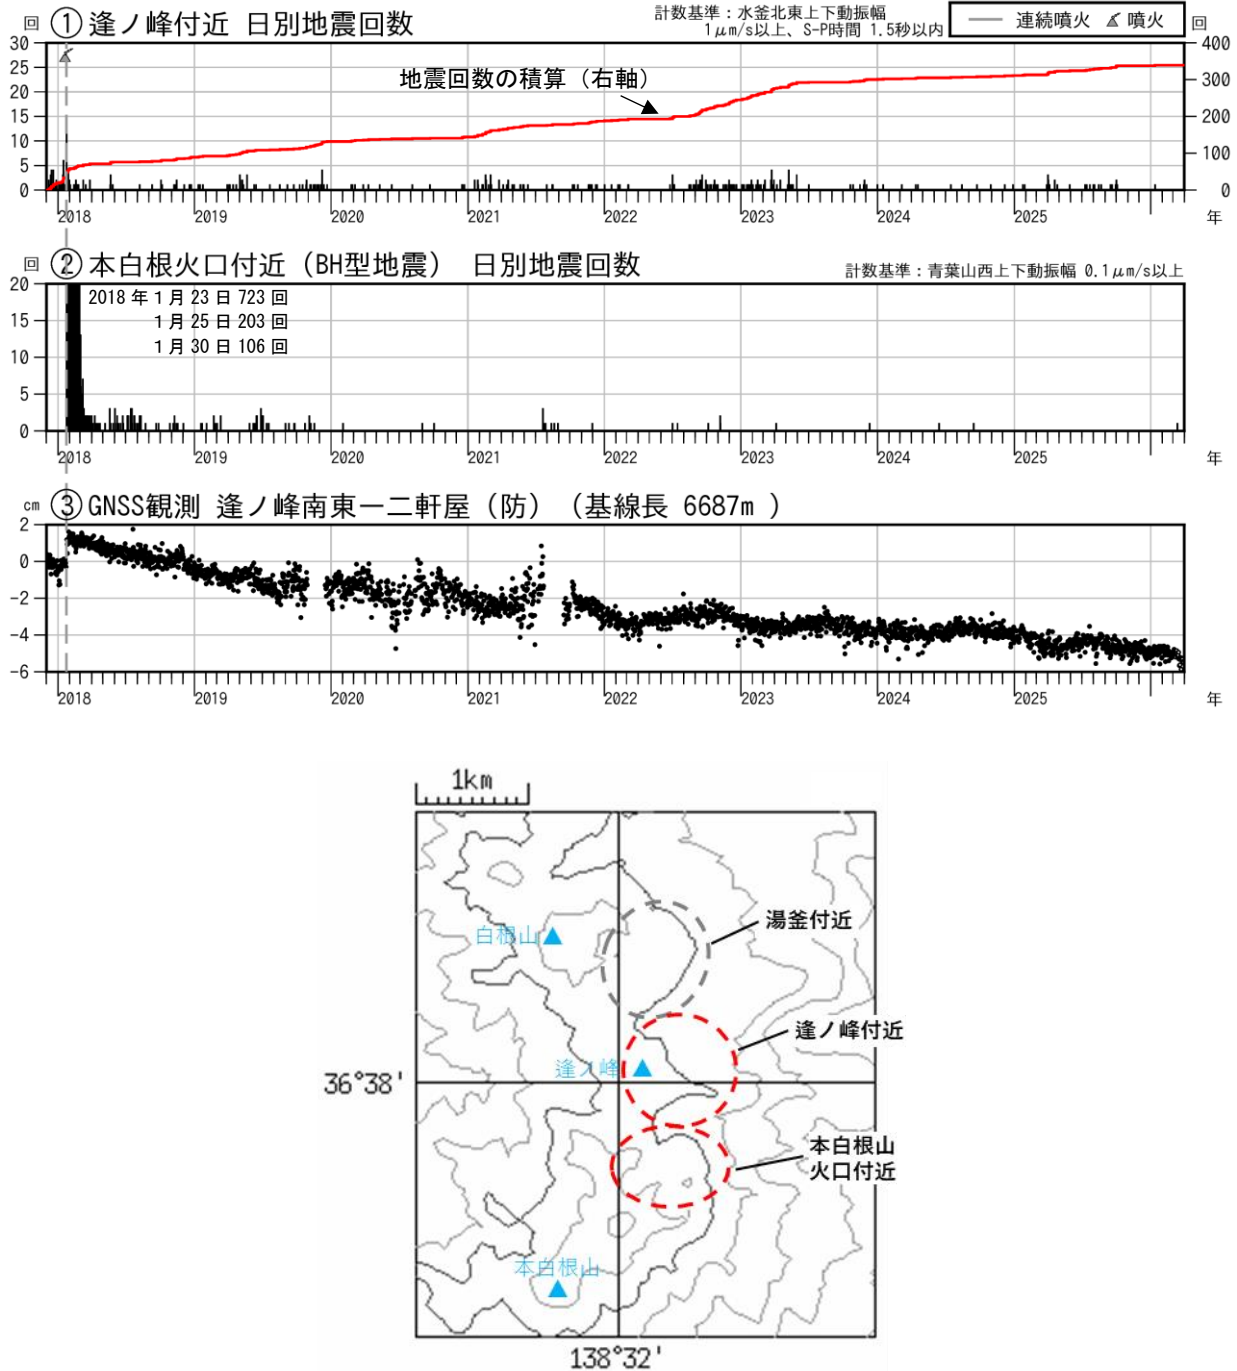 回 ① 逢ノ峰付近 日別地震回数
計数基準：水釜北東上下動振幅
1μm/s以上、S-P時間 1.5秒以内
連続噴火 噴火 回
30 25 20 15 10 5 0
400 300 200 100 0
地震回数の積算（右軸）
2018 2019 2020 2021 2022 2023 2024 2025 年
回 ② 本白根火口付近（BH型地震） 日別地震回数
計数基準：青葉山西上下動振幅 0.1μm/s以上
20 15 10 5 0
2018 年 1 月 23 日 723 回
1 月 25 日 203 回
1 月 30 日 106 回
2018 2019 2020 2021 2022 2023 2024 2025 年
cm ③ GNSS観測 逢ノ峰南東ー二軒屋（防）（基線長 6687m ）
2 0 -2 -4 -6
2018 2019 2020 2021 2022 2023 2024 2025 年
1km
湯釜付近
白根山
逢ノ峰付近
逢ノ峰
36°38'
本白根山
火口付近
本白根山
138°32'